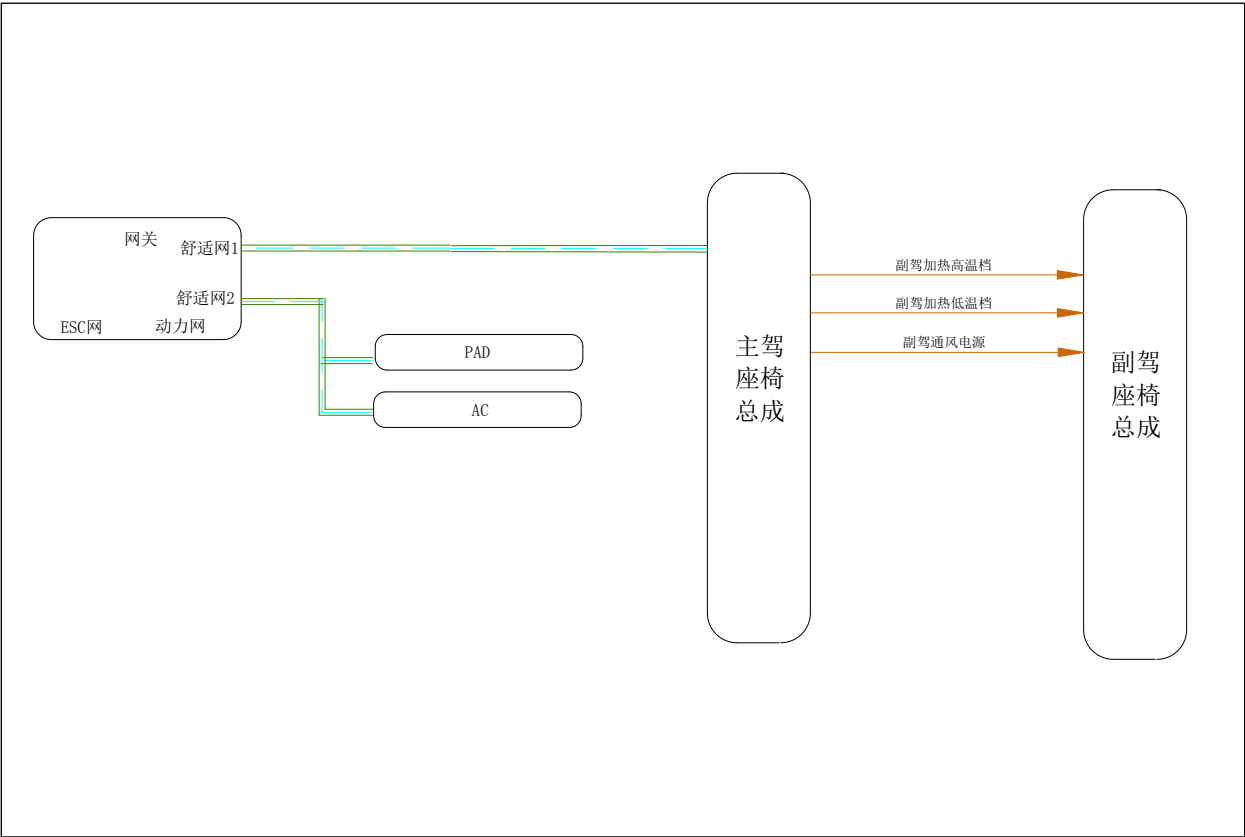 网关
舒适网1
舒适网2
ESC网
动力网
PAD
AC
主驾
座椅
总成
副驾加热高温档
副驾加热低温档
副驾通风电源
副驾
座椅
总成